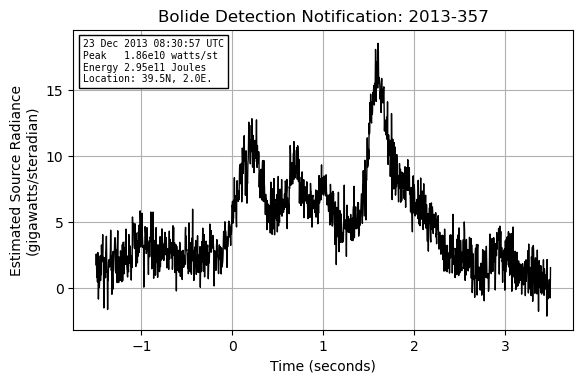 Bolide Detection Notification: 2013-357
23 Dec 2013 08:30:57 UTC
Peak   1.86e10 watts/st
Energy 2.95e11 Joules
Location: 39.5N, 2.0E.
Estimated Source Radiance
(gigawatts/steradian)
15
10
5
0
−1
0
1
2
3
Time (seconds)